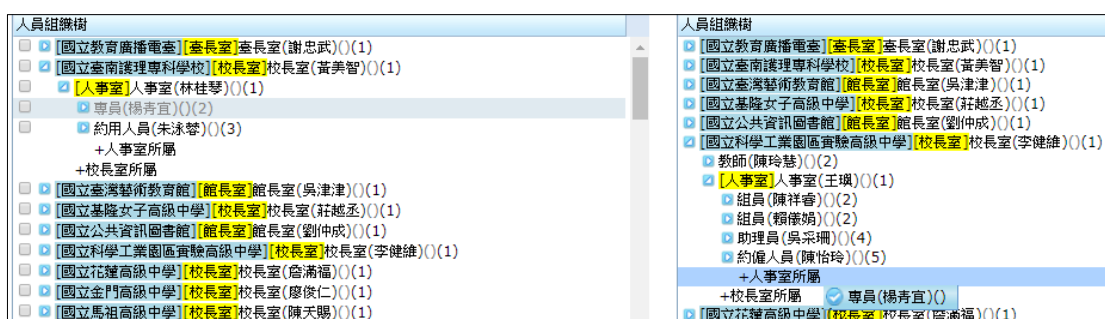 人員組織樹
[國立教育廣播電臺][臺長室]臺長室(謝忠武)()(1)
[國立臺南護理專科學校][校長室]校長室(黃美智)()(1)
[人事室]人事室(林桂琴)()(1)
專員(楊青宜)()(2)
約用人員(朱泳蓉)()(3)
+人事室所屬
+校長室所屬
[國立臺灣藝術教育館][館長室]館長室(吳津津)()(1)
[國立基隆女子高級中學][校長室]校長室(莊越丞)()(1)
[國立公共資訊圖書館][館長室]館長室(劉仲成)()(1)
[國立科學工業園區實驗高級中學][校長室]校長室(李健維)()(1)
[國立花蓮高級中學][校長室]校長室(詹滿福)()(1)
[國立金門高級中學][校長室]校長室(廖俊仁)()(1)
[國立馬祖高級中學][校長室]校長室(陳天賜)()(1)
人員組織樹
[國立教育廣播電臺][臺長室]臺長室(謝忠武)()(1)
[國立臺南護理專科學校][校長室]校長室(黃美智)()(1)
[國立臺灣藝術教育館][館長室]館長室(吳津津)()(1)
[國立基隆女子高級中學][校長室]校長室(莊越丞)()(1)
[國立公共資訊圖書館][館長室]館長室(劉仲成)()(1)
[國立科學工業園區實驗高級中學][校長室]校長室(李健維)()(1)
教師(陳玲慧)()(2)
[人事室]人事室(王瑱)()(1)
組員(陳祥睿)()(2)
組員(賴儀娟)()(2)
助理員(吳采珊)()(4)
約僱人員(陳怡玲)()(5)
+人事室所屬
+校長室所屬
專員(楊青宜)()
[國立花蓮高級中學][校長室]校長室(詹滿福)()(1)